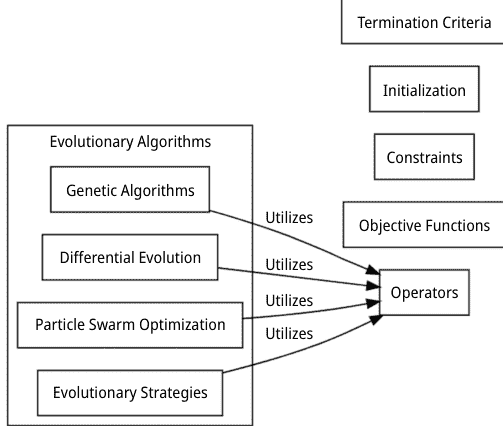 Termination Criteria
Initialization
Constraints
Objective Functions
Operators
Evolutionary Algorithms
Genetic Algorithms
Differential Evolution
Particle Swarm Optimization
Evolutionary Strategies
Utilizes
Utilizes
Utilizes
Utilizes